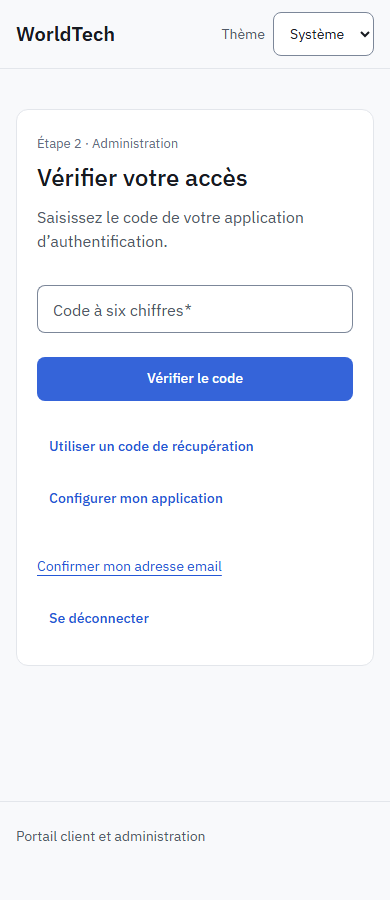 WorldTech
Thème
Système
Étape 2 · Administration
Vérifier votre accès
Saisissez le code de votre application
d’authentification.
Code à six chiffres*
Vérifier le code
Utiliser un code de récupération
Configurer mon application
Confirmer mon adresse email
Se déconnecter
Portail client et administration